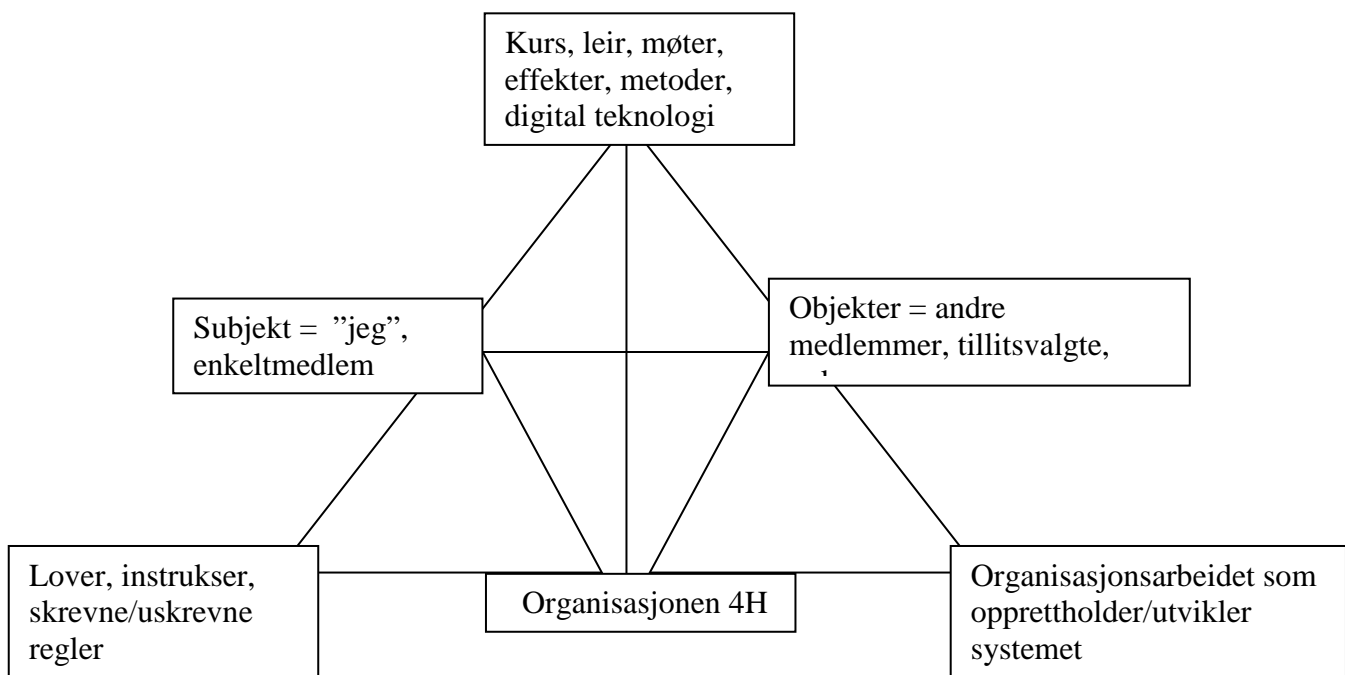 Kurs, leir, møter,
effekter, metoder,
digital teknologi
Subjekt = ”jeg”,
enkeltmedlem
Objekter = andre
medlemmer, tillitsvalgte,
Lover, instrukser,
skrevne/uskrevne
regler
Organisasjonen 4H
Organisasjonsarbeidet som
opprettholder/utvikler
systemet